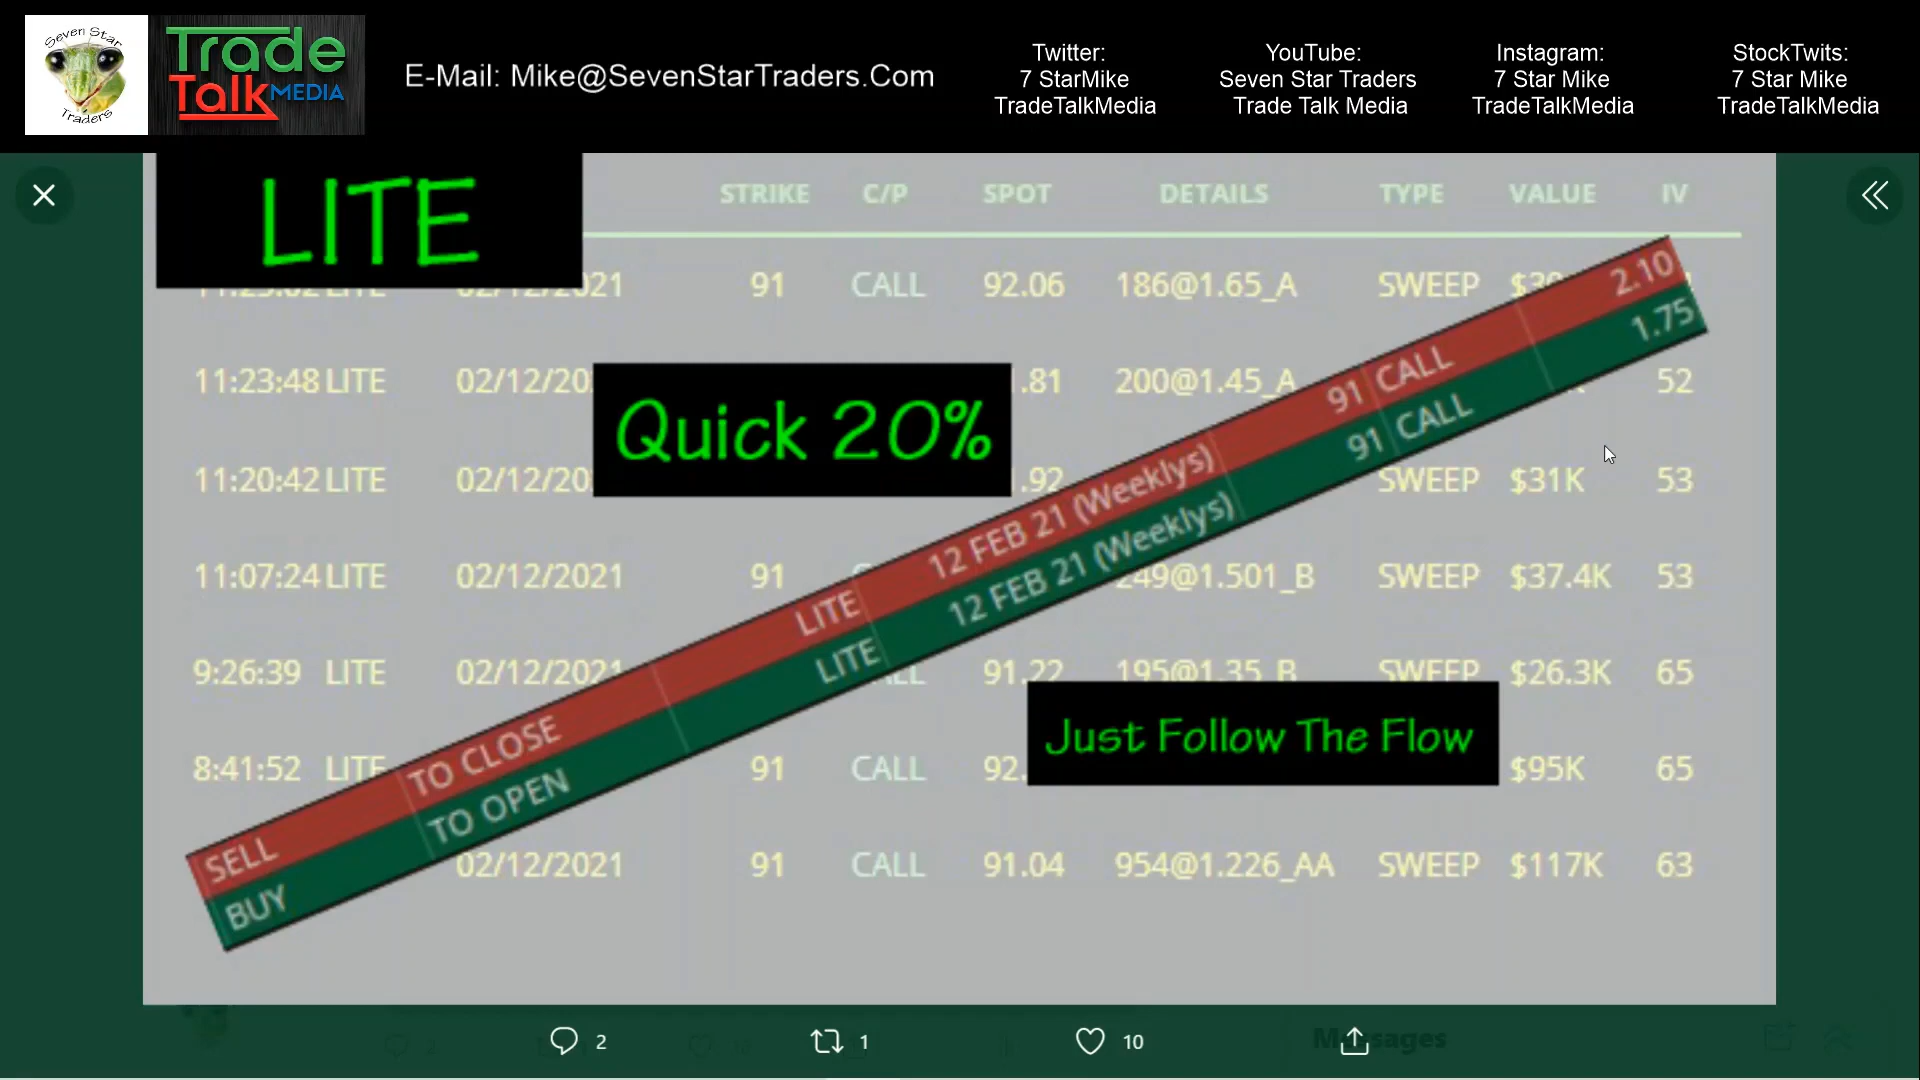 Seven Star
Traders
Trade
Talk MEDIA
E-Mail: Mike@SevenStarTraders.Com
Twitter:
7 StarMike
TradeTalkMedia
YouTube:
Seven Star Traders
Trade Talk Media
Instagram:
7 Star Mike
TradeTalkMedia
StockTwits:
7 Star Mike
TradeTalkMedia
LITE
STRIKE C/P SPOT DETAILS TYPE VALUE IV
91 CALL 92.06 186@1.65_A SWEEP
11:23:48 LITE .81 200@1.45_A 52
Quick 20%
11:20:42 LITE .92 SWEEP $31K 53
11:07:24 LITE 02/12/2021 91 249@1.501_B SWEEP $37.4K 53
9:26:39 LITE 02/12/2021 91.22 195@1.35_B SWEEP $26.3K 65
Just Follow The Flow
8:41:52 LITE 91 CALL 92. $95K 65
02/12/2021 91 CALL 91.04 954@1.226_AA SWEEP $117K 63
SELL TO CLOSE LITE 12 FEB 21 (Weeklys) 91 CALL 2.10
BUY TO OPEN LITE 12 FEB 21 (Weeklys) 91 CALL 1.75
2 1 10